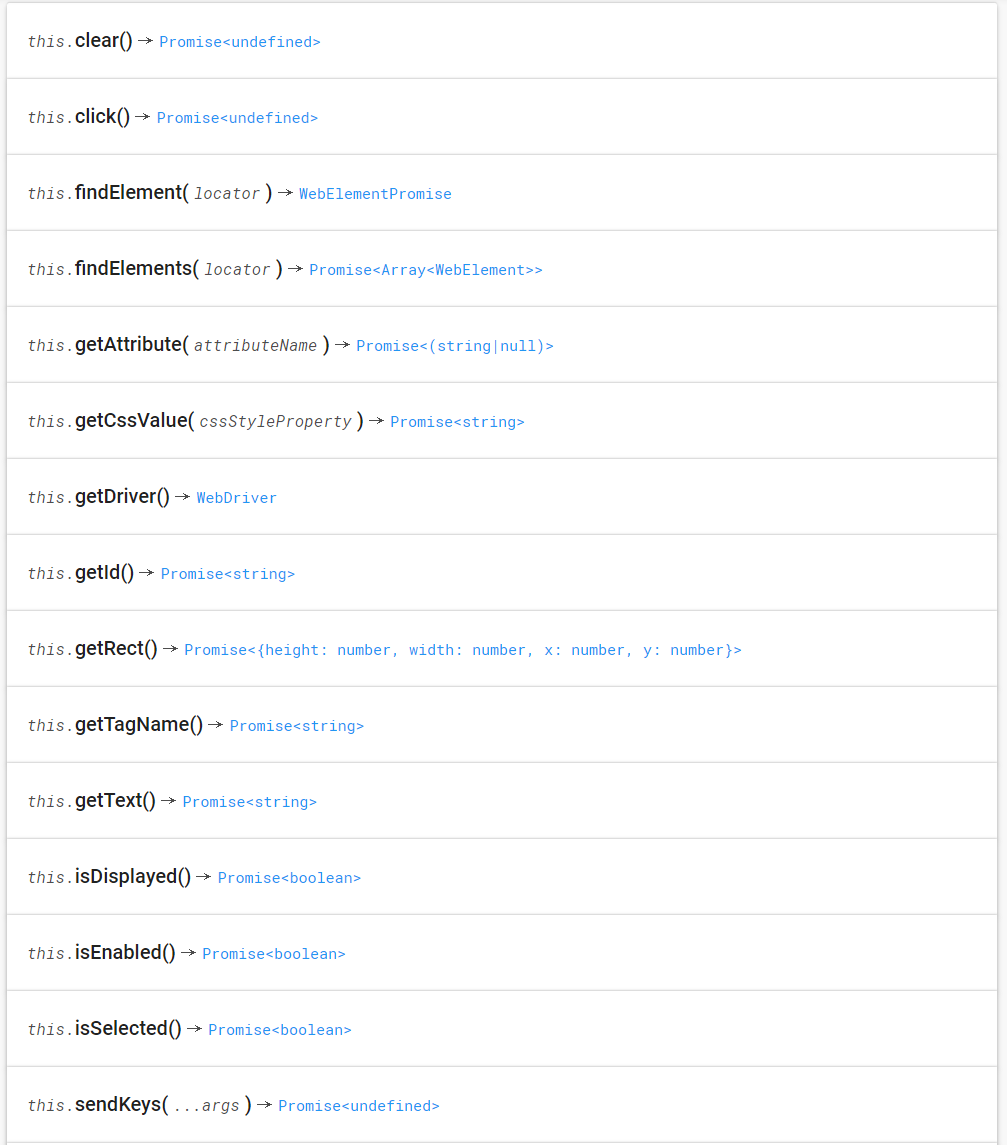 this.clear() → Promise<undefined>
this.click() → Promise<undefined>
this.findElement( locator ) → WebElementPromise
this.findElements( locator ) → Promise<Array<WebElement>>
this.getAttribute( attributeName ) → Promise<(string|null)>
this.getCssValue( cssStyleProperty ) → Promise<string>
this.getDriver() → WebDriver
this.getId() → Promise<string>
this.getRect() → Promise<{height: number, width: number, x: number, y: number}>
this.getTagName() → Promise<string>
this.getText() → Promise<string>
this.isDisplayed() → Promise<boolean>
this.isEnabled() → Promise<boolean>
this.isSelected() → Promise<boolean>
this.sendKeys( ...args ) → Promise<undefined>